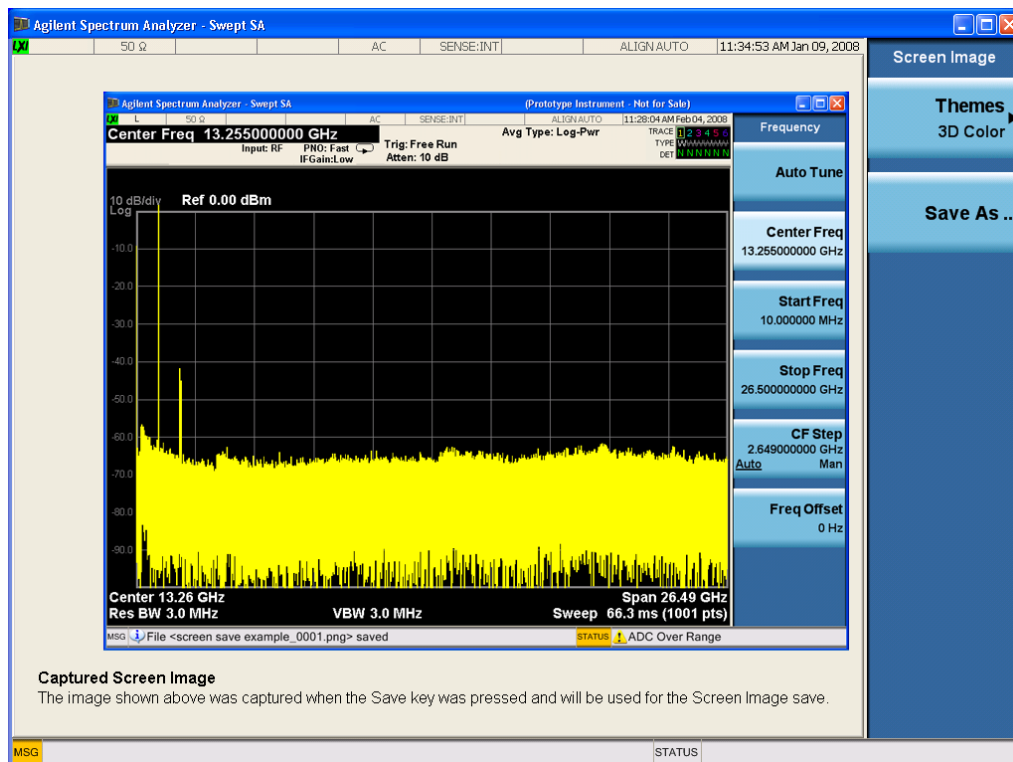 Agilent Spectrum Analyzer - Swept SA
LXI 50 Ω AC SENSE:INT ALIGN AUTO 11:34:53 AM Jan 09, 2008
Screen Image
Themes
3D Color
Save As ..
Agilent Spectrum Analyzer - Swept SA (Prototype Instrument - Not for Sale)
LXI L 50 Ω AC SENSE:INT ALIGN AUTO 11:28:04 AM Feb 04, 2008
Center Freq 13.255000000 GHz
Input: RF PNO: Fast
IFGain:Low
Trig: Free Run
Atten: 10 dB
Avg Type: Log-Pwr
TRACE 1 2 3 4 5 6
TYPE WWWWWW
DET N N N N N N
10 dB/div Ref 0.00 dBm
Log
-10.0
-20.0
-30.0
-40.0
-50.0
-60.0
-70.0
-80.0
-90.0
Center 13.26 GHz Span 26.49 GHz
Res BW 3.0 MHz VBW 3.0 MHz Sweep 66.3 ms (1001 pts)
Frequency
Auto Tune
Center Freq
13.255000000 GHz
Start Freq
10.000000 MHz
Stop Freq
26.500000000 GHz
CF Step
2.649000000 GHz
Auto Man
Freq Offset
0 Hz
MSG File <screen save example_0001.png> saved STATUS ADC Over Range
Captured Screen Image
The image shown above was captured when the Save key was pressed and will be used for the Screen Image save.
MSG STATUS